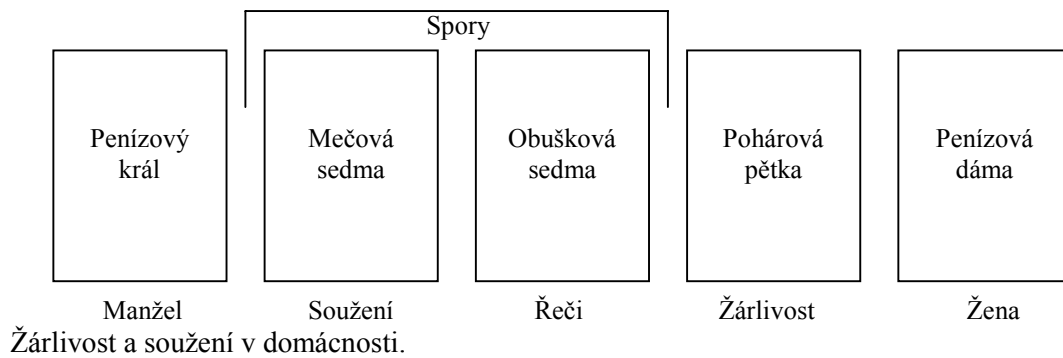 Spory
Penízový král
Mečová sedma
Obušková sedma
Pohárová pětka
Penízová dáma
Manžel
Soužení
Řeči
Žárlivost
Žena
Žárlivost a soužení v domácnosti.